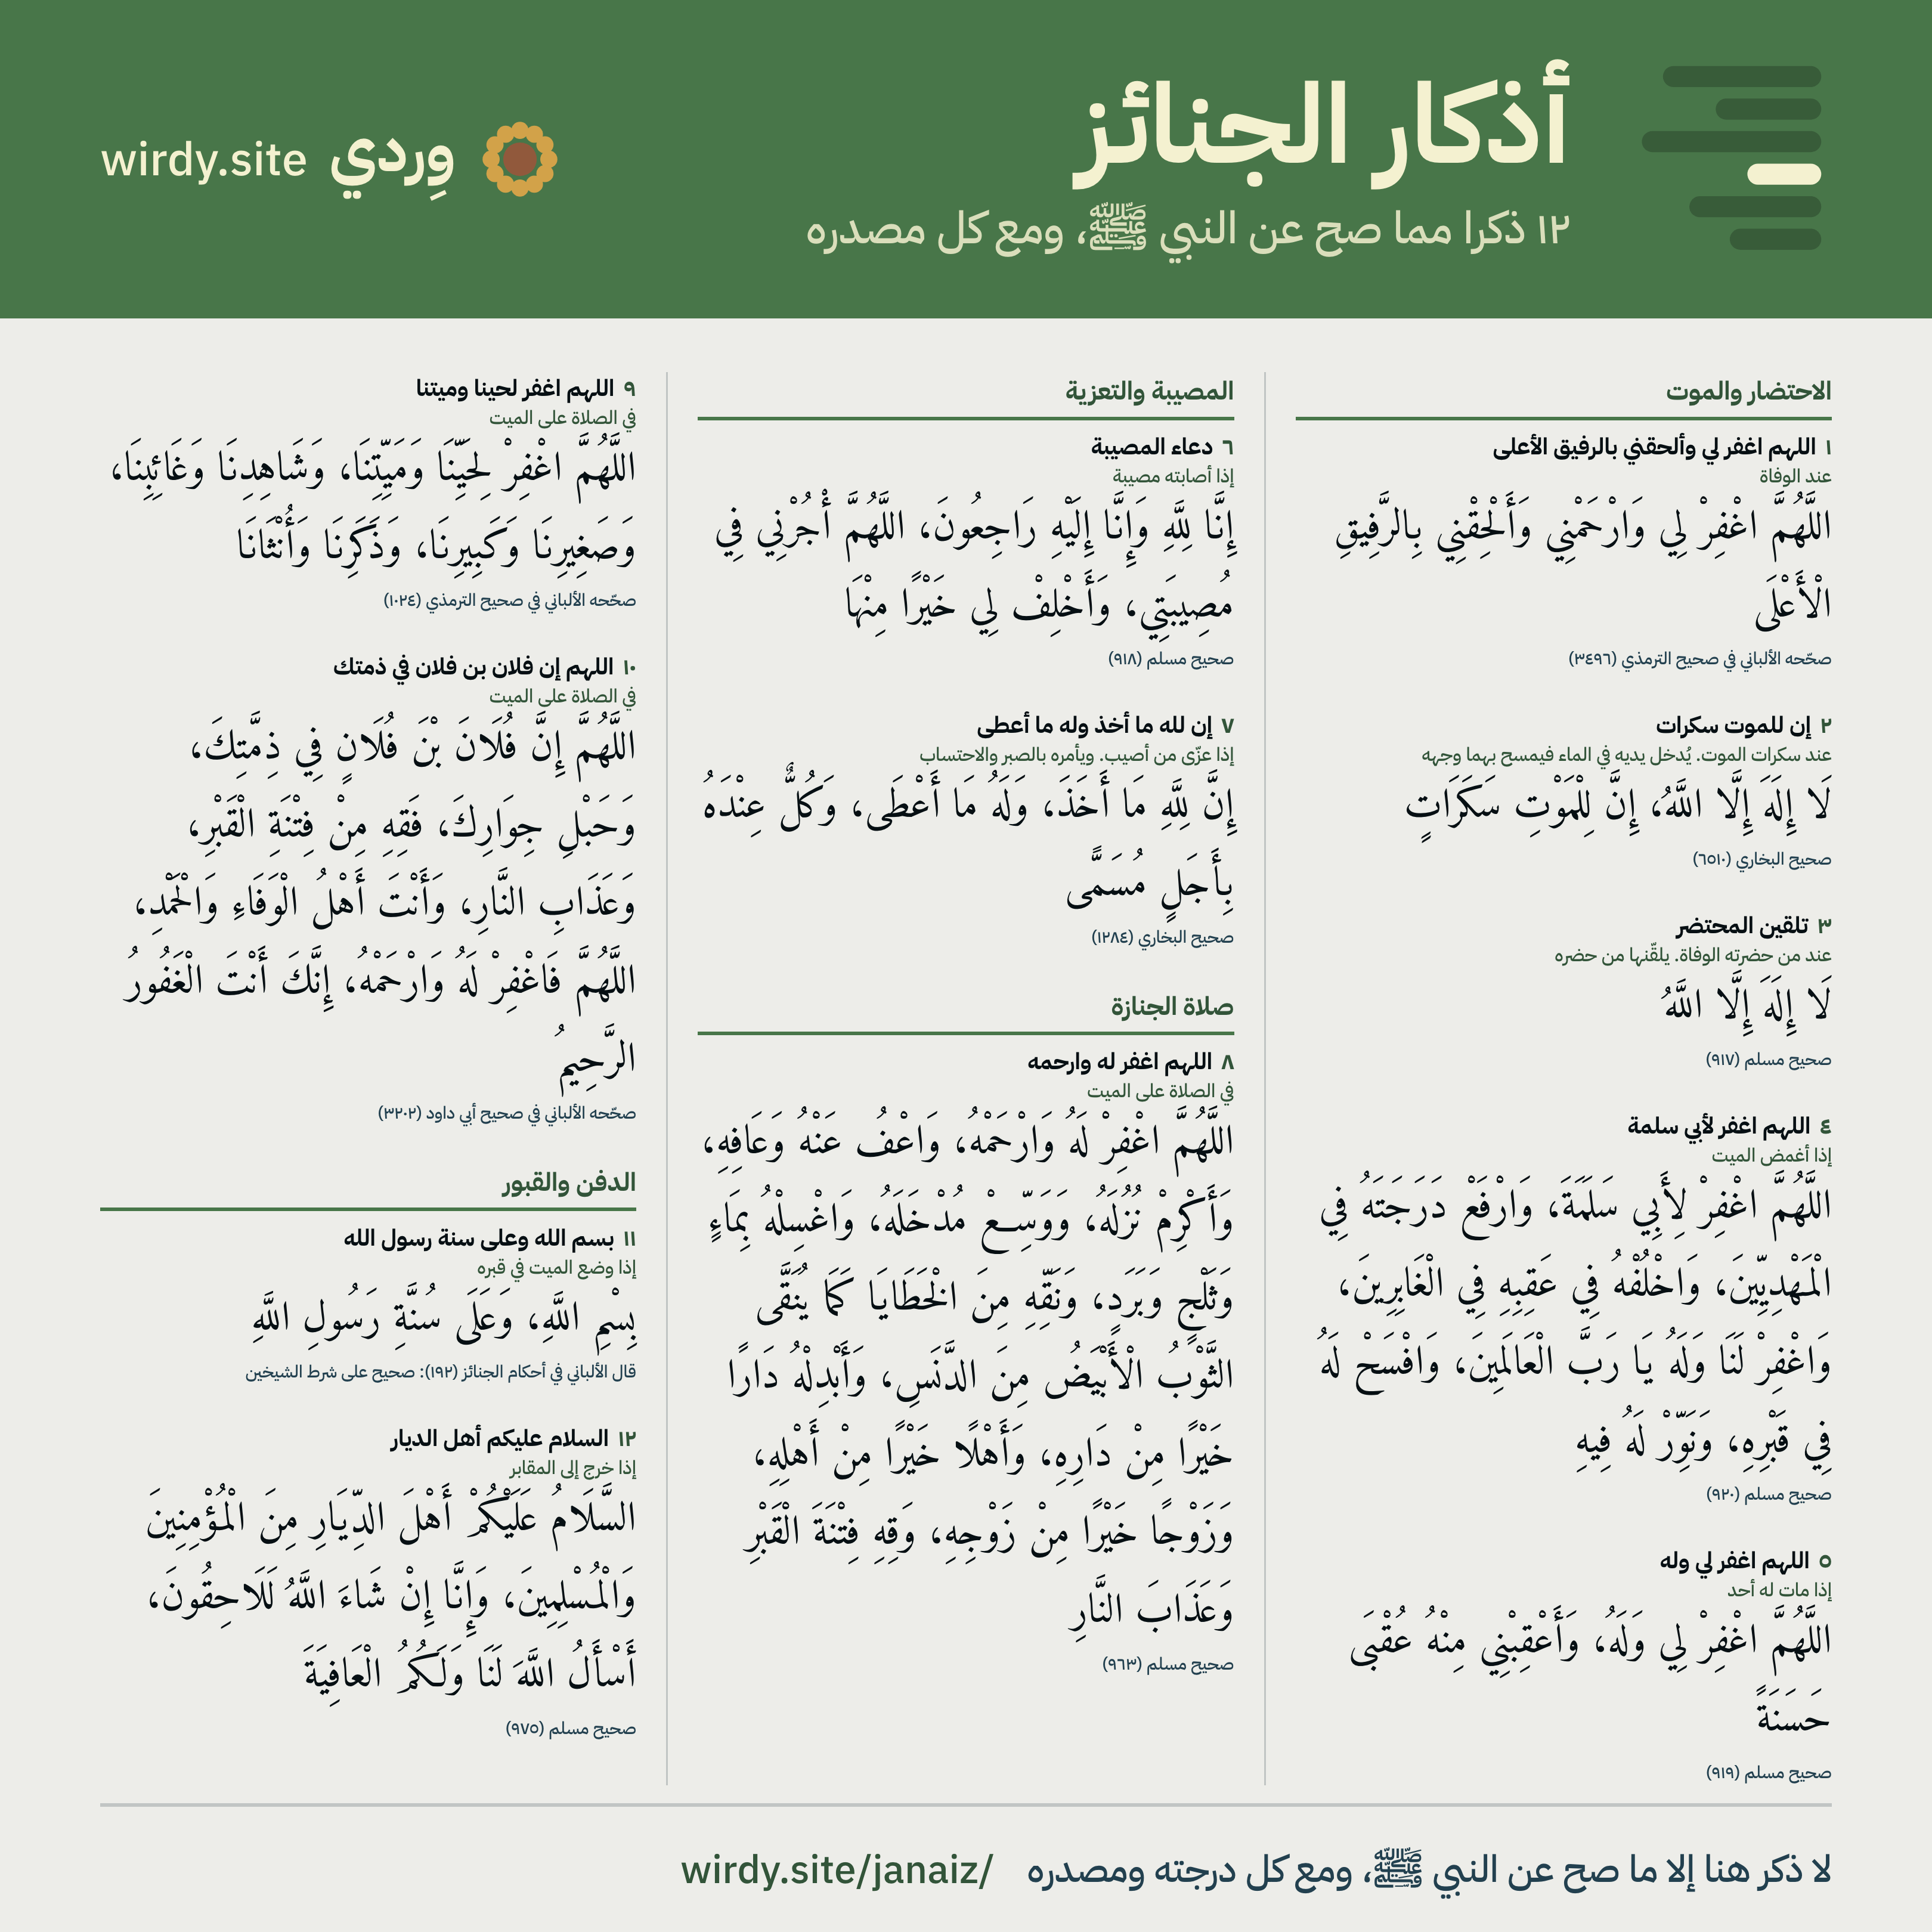 أذكار الجنائز
١٢ ذكرا مما صح عن النبي ﷺ، ومع كل مصدره
وِردي wirdy.site
الاحتضار والموت
١ اللهم اغفر لي وألحقني بالرفيق الأعلى
عند الوفاة
اللَّهُمَّ اغْفِرْ لِي وَارْحَمْنِي وَأَلْحِقْنِي بِالرَّفِيقِ
الْأَعْلَى
صحّحه الألباني في صحيح الترمذي (٣٤٩٦)
٢ إن للموت سكرات
عند سكرات الموت. يُدخل يديه في الماء فيمسح بهما وجهه
لَا إِلَهَ إِلَّا اللَّهُ، إِنَّ لِلْمَوْتِ سَكَرَاتٍ
صحيح البخاري (٦٥١٠)
٣ تلقين المحتضر
عند من حضرته الوفاة. يلقّنها من حضره
لَا إِلَهَ إِلَّا اللَّهُ
صحيح مسلم (٩١٧)
٤ اللهم اغفر لأبي سلمة
إذا أغمض الميت
اللَّهُمَّ اغْفِرْ لِأَبِي سَلَمَةَ، وَارْفَعْ دَرَجَتَهُ فِي
الْمَهْدِيِّينَ، وَاخْلُفْهُ فِي عَقِبِهِ فِي الْغَابِرِينَ،
وَاغْفِرْ لَنَا وَلَهُ يَا رَبَّ الْعَالَمِينَ، وَافْسَحْ لَهُ
فِي قَبْرِهِ، وَنَوِّرْ لَهُ فِيهِ
صحيح مسلم (٩٢٠)
٥ اللهم اغفر لي وله
إذا مات له أحد
اللَّهُمَّ اغْفِرْ لِي وَلَهُ، وَأَعْقِبْنِي مِنْهُ عُقْبَى
حَسَنَةً
صحيح مسلم (٩١٩)
المصيبة والتعزية
٦ دعاء المصيبة
إذا أصابته مصيبة
إِنَّا لِلَّهِ وَإِنَّا إِلَيْهِ رَاجِعُونَ، اللَّهُمَّ أْجُرْنِي فِي
مُصِيبَتِي، وَأَخْلِفْ لِي خَيْرًا مِنْهَا
صحيح مسلم (٩١٨)
٧ إن لله ما أخذ وله ما أعطى
إذا عزّى من أصيب. ويأمره بالصبر والاحتساب
إِنَّ لِلَّهِ مَا أَخَذَ، وَلَهُ مَا أَعْطَى، وَكُلٌّ عِنْدَهُ
بِأَجَلٍ مُسَمًّى
صحيح البخاري (١٢٨٤)
صلاة الجنازة
٨ اللهم اغفر له وارحمه
في الصلاة على الميت
اللَّهُمَّ اغْفِرْ لَهُ وَارْحَمْهُ، وَاعْفُ عَنْهُ وَعَافِهِ،
وَأَكْرِمْ نُزُلَهُ، وَوَسِّعْ مُدْخَلَهُ، وَاغْسِلْهُ بِمَاءٍ
وَثَلْجٍ وَبَرَدٍ، وَنَقِّهِ مِنَ الْخَطَايَا كَمَا يُنَقَّى
الثَّوْبُ الْأَبْيَضُ مِنَ الدَّنَسِ، وَأَبْدِلْهُ دَارًا
خَيْرًا مِنْ دَارِهِ، وَأَهْلًا خَيْرًا مِنْ أَهْلِهِ،
وَزَوْجًا خَيْرًا مِنْ زَوْجِهِ، وَقِهِ فِتْنَةَ الْقَبْرِ
وَعَذَابَ النَّارِ
صحيح مسلم (٩٦٣)
٩ اللهم اغفر لحينا وميتنا
في الصلاة على الميت
اللَّهُمَّ اغْفِرْ لِحَيِّنَا وَمَيِّتِنَا، وَشَاهِدِنَا وَغَائِبِنَا،
وَصَغِيرِنَا وَكَبِيرِنَا، وَذَكَرِنَا وَأُنْثَانَا
صحّحه الألباني في صحيح الترمذي (١٠٢٤)
١٠ اللهم إن فلان بن فلان في ذمتك
في الصلاة على الميت
اللَّهُمَّ إِنَّ فُلَانَ بْنَ فُلَانٍ فِي ذِمَّتِكَ،
وَحَبْلِ جِوَارِكَ، فَقِهِ مِنْ فِتْنَةِ الْقَبْرِ،
وَعَذَابِ النَّارِ، وَأَنْتَ أَهْلُ الْوَفَاءِ وَالْحَمْدِ،
اللَّهُمَّ فَاغْفِرْ لَهُ وَارْحَمْهُ، إِنَّكَ أَنْتَ الْغَفُورُ
الرَّحِيمُ
صحّحه الألباني في صحيح أبي داود (٣٢٠٢)
الدفن والقبور
١١ بسم الله وعلى سنة رسول الله
إذا وضع الميت في قبره
بِسْمِ اللَّهِ، وَعَلَى سُنَّةِ رَسُولِ اللَّهِ
قال الألباني في أحكام الجنائز (١٩٢): صحيح على شرط الشيخين
١٢ السلام عليكم أهل الديار
إذا خرج إلى المقابر
السَّلَامُ عَلَيْكُمْ أَهْلَ الدِّيَارِ مِنَ الْمُؤْمِنِينَ
وَالْمُسْلِمِينَ، وَإِنَّا إِنْ شَاءَ اللَّهُ لَلَاحِقُونَ،
أَسْأَلُ اللَّهَ لَنَا وَلَكُمُ الْعَافِيَةَ
صحيح مسلم (٩٧٥)
لا ذكر هنا إلا ما صح عن النبي ﷺ، ومع كل درجته ومصدره wirdy.site/janaiz/